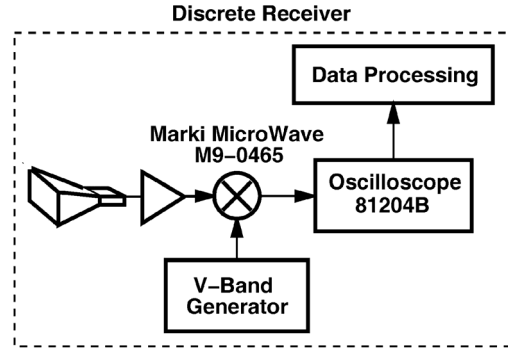 Discrete Receiver
Data Processing
Marki MicroWave
M9-0465
Oscilloscope
81204B
V-Band
Generator